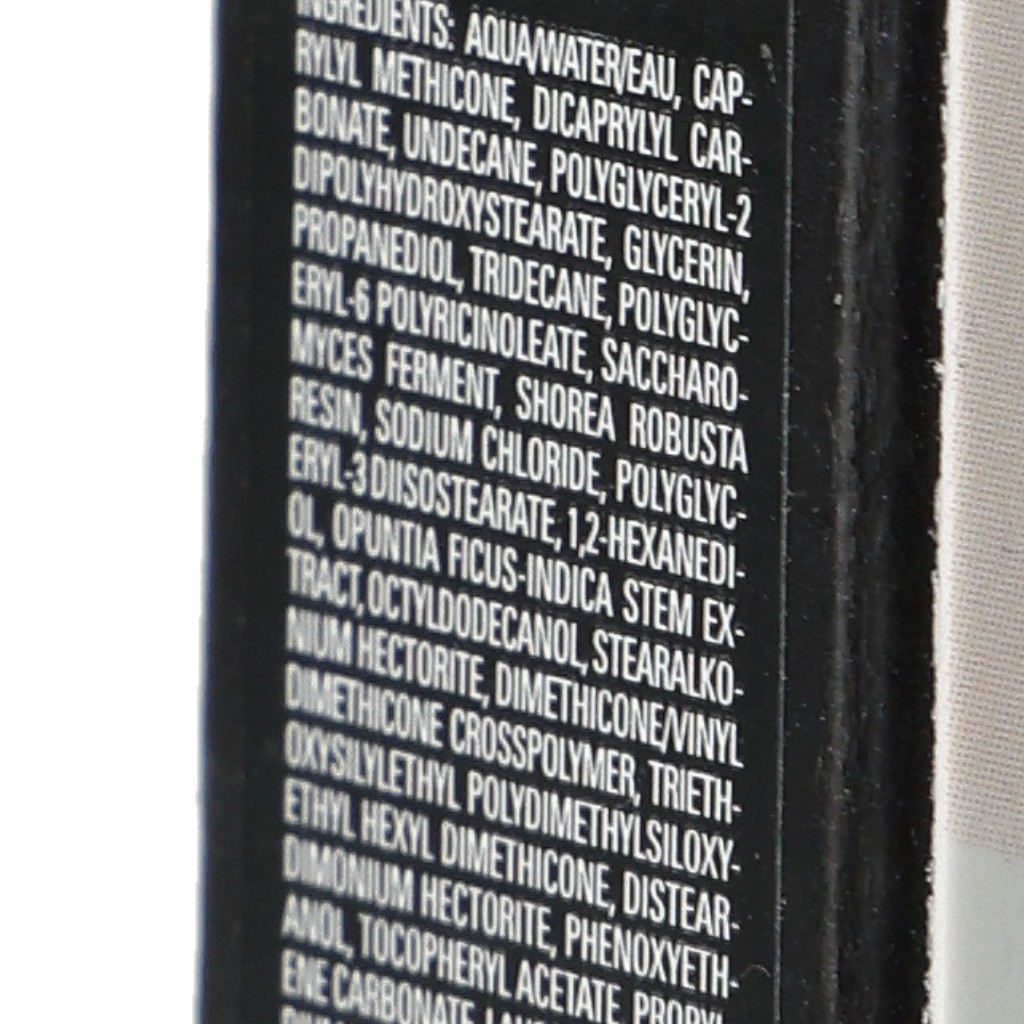 INGREDIENTS: AQUA/WATER/EAU, CAP-
RYLYL METHICONE, DICAPRYLYL CAR-
BONATE, UNDECANE, POLYGLYCERYL-2
DIPOLYHYDROXYSTEARATE, GLYCERIN,
PROPANEDIOL, TRIDECANE, POLYGLYC-
ERYL-6 POLYRICINOLEATE, SACCHARO-
MYCES FERMENT, SHOREA ROBUSTA
RESIN, SODIUM CHLORIDE, POLYGLYC-
ERYL-3 DIISOSTEARATE, 1,2-HEXANEDI-
OL, OPUNTIA FICUS-INDICA STEM EX-
TRACT, OCTYLDODECANOL, STEARALKO-
NIUM HECTORITE, DIMETHICONE/VINYL
DIMETHICONE CROSSPOLYMER, TRIETH-
OXYSILYLETHYL POLYDIMETHYLSILOXY-
ETHYL HEXYL DIMETHICONE, DISTEAR-
DIMONIUM HECTORITE, PHENOXYETH-
ANOL, TOCOPHERYL ACETATE, PROPYL-
ENE CARBONATE,